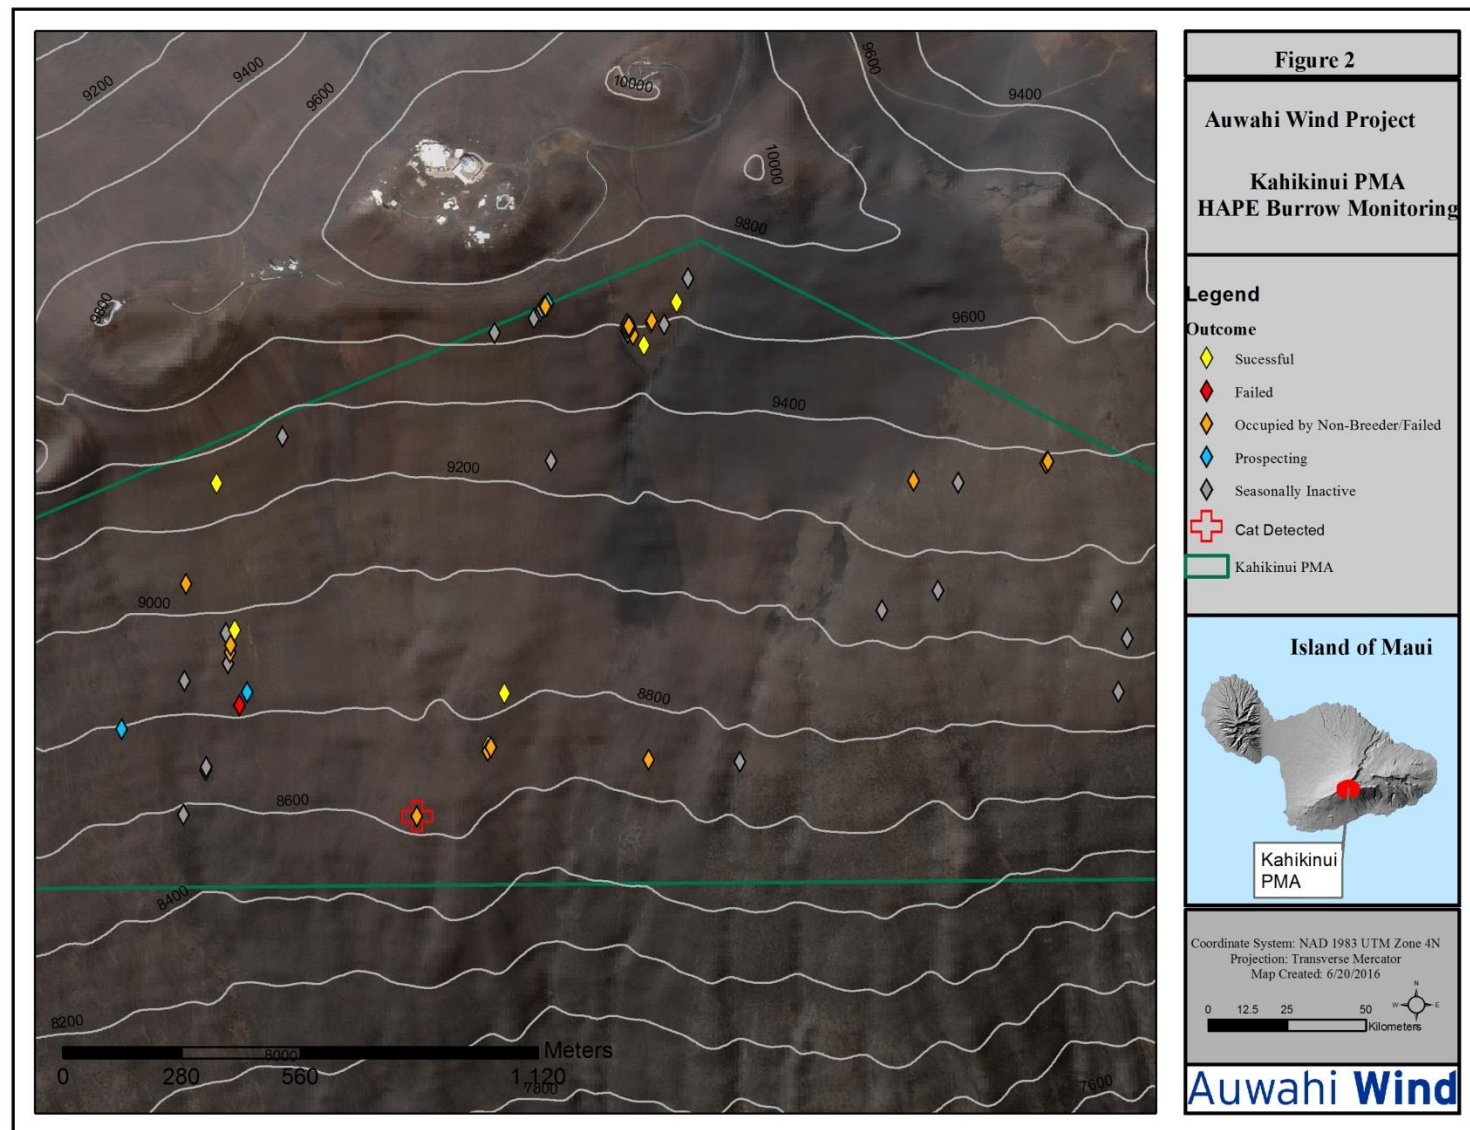 9200
9400
9600
10000
9600
9400
10000
9800
9800
9600
9400
9200
9000
8800
8600
8400
8200
8000
7800
7600
Meters
0 280 560 1,120
Figure 2
Auwahi Wind Project
Kahikinui PMA
HAPE Burrow Monitoring
Legend
Outcome
Sucessful
Failed
Occupied by Non-Breeder/Failed
Prospecting
Seasonally Inactive
Cat Detected
Kahikinui PMA
Island of Maui
Kahikinui
PMA
Coordinate System: NAD 1983 UTM Zone 4N
Projection: Transverse Mercator
Map Created: 6/20/2016
N
W E
S
0 12.5 25 50
Kilometers
Auwahi Wind